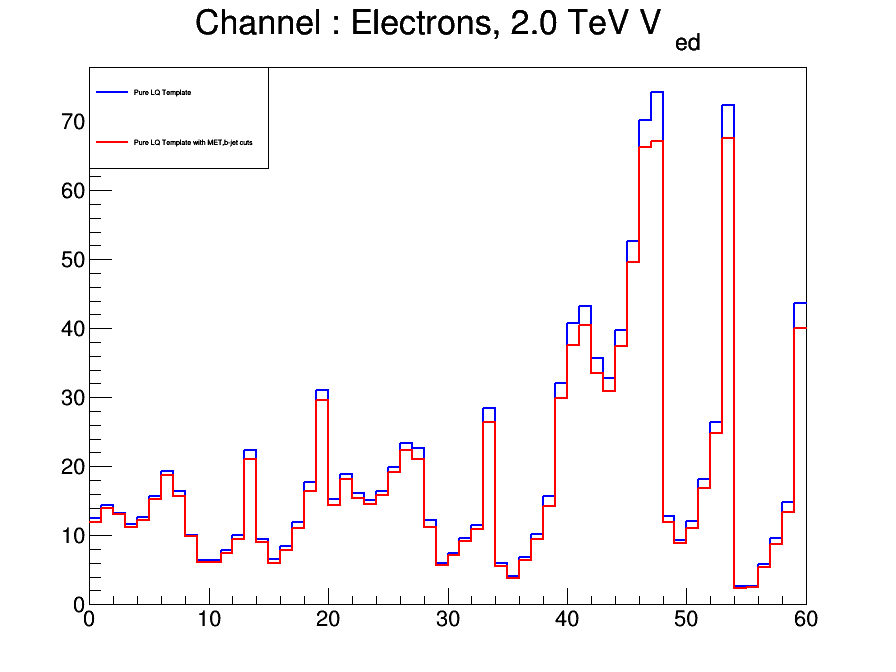 Channel : Electrons, 2.0 TeV V ed
Pure LQ Template
Pure LQ Template with MET,b-jet cuts
70
60
50
40
30
20
10
0
0 10 20 30 40 50 60